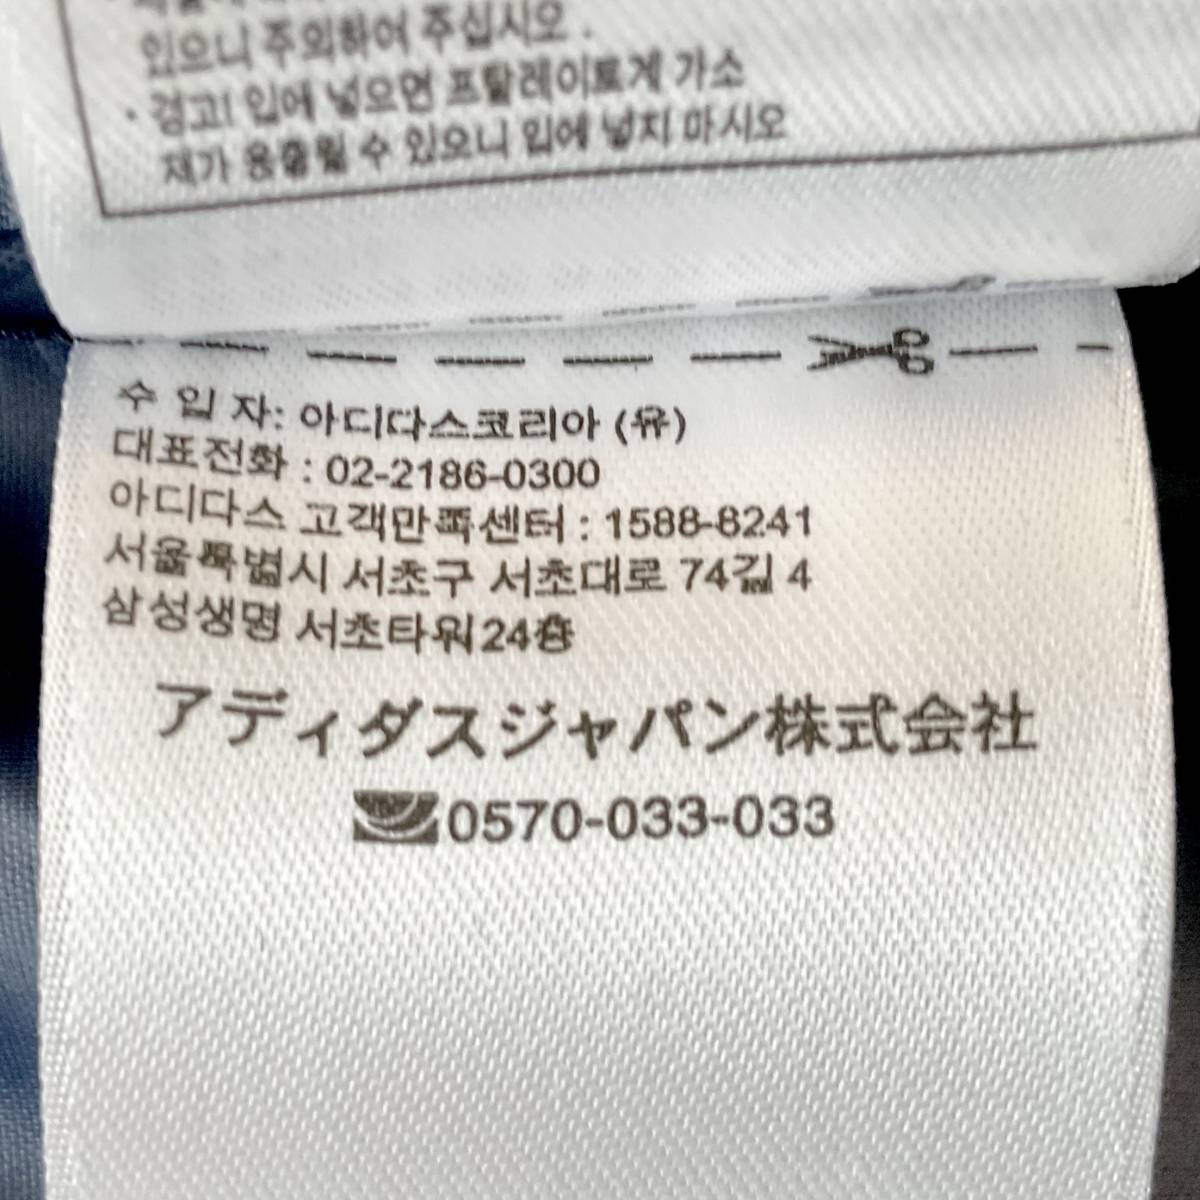 있으니 주의하여 주십시오.
· 경고! 입에 넣으면 프탈레이트계 가소
제가 용출될 수 있으니 입에 넣지 마시오
수 입 자: 아디다스코리아 (유)
대표전화 : 02-2186-0300
아디다스 고객만족센터 : 1588-8241
서울특별시 서초구 서초대로 74길 4
삼성생명 서초타워 24층
アディダスジャパン株式会社
0570-033-033